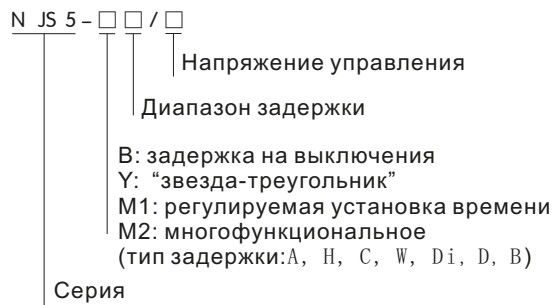 N JS 5 – □ □ / □
Напряжение управления
Диапазон задержки
B: задержка на выключения
Y: “звезда-треугольник”
M1: регулируемая установка времени
M2: многофункциональное
(тип задержки:A, H, C, W, Di, D, B)
Серия